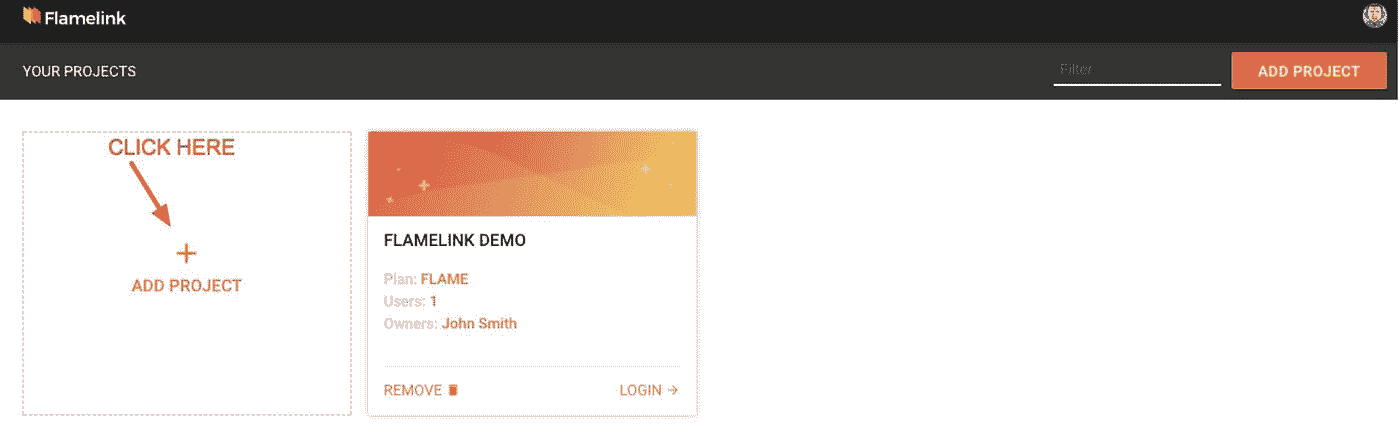 Flamelink
YOUR PROJECTS
Filter
ADD PROJECT
CLICK HERE
+
ADD PROJECT
FLAMELINK DEMO
Plan: FLAME
Users: 1
Owners: John Smith
REMOVE
LOGIN →